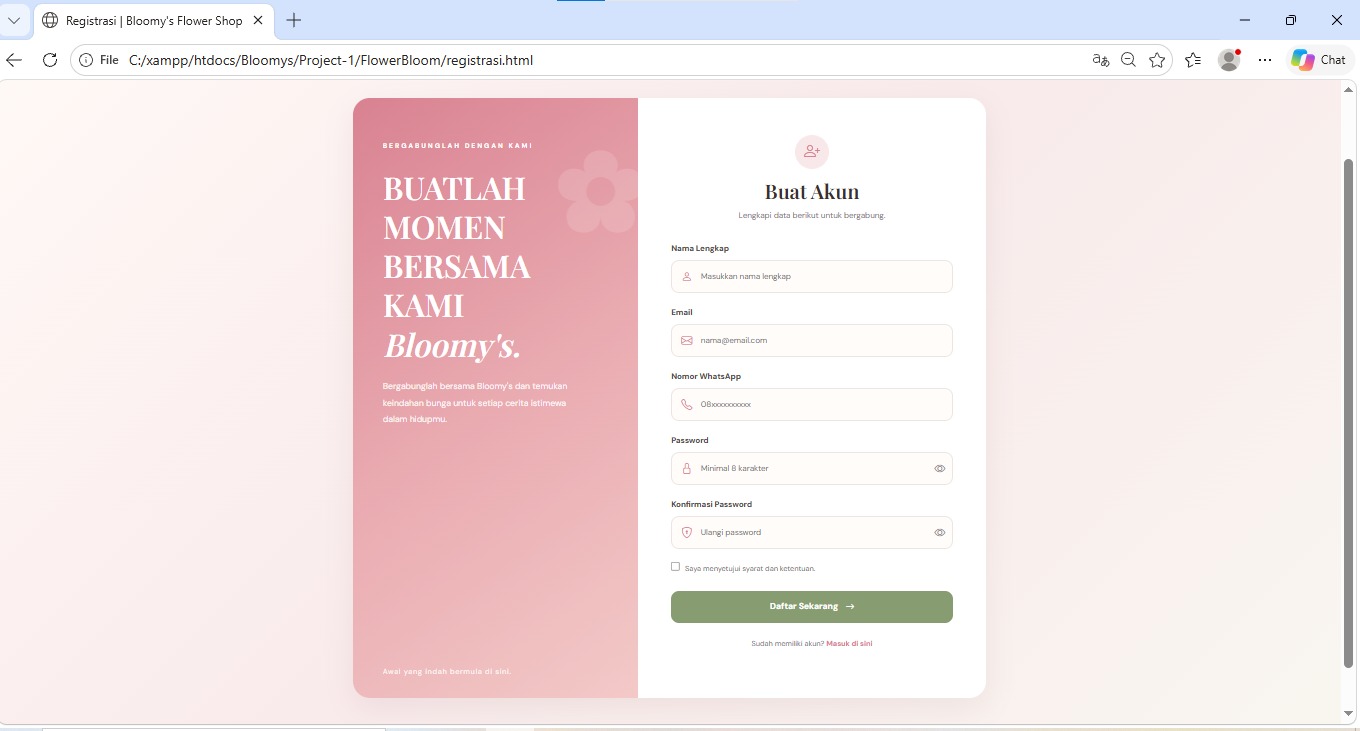 Registrasi | Bloomy's Flower Shop
File C:/xampp/htdocs/Bloomys/Project-1/FlowerBloom/registrasi.html
Chat
BERGABUNGLAH DENGAN KAMI
BUATLAH
MOMEN
BERSAMA
KAMI
Bloomy's.
Bergabunglah bersama Bloomy's dan temukan
keindahan bunga untuk setiap cerita istimewa
dalam hidupmu.
Awal yang indah bermula di sini.
Buat Akun
Lengkapi data berikut untuk bergabung.
Nama Lengkap
Masukkan nama lengkap
Email
nama@email.com
Nomor WhatsApp
08xxxxxxxxxx
Password
Minimal 8 karakter
Konfirmasi Password
Ulangi password
Saya menyetujui syarat dan ketentuan.
Daftar Sekarang →
Sudah memiliki akun? Masuk di sini